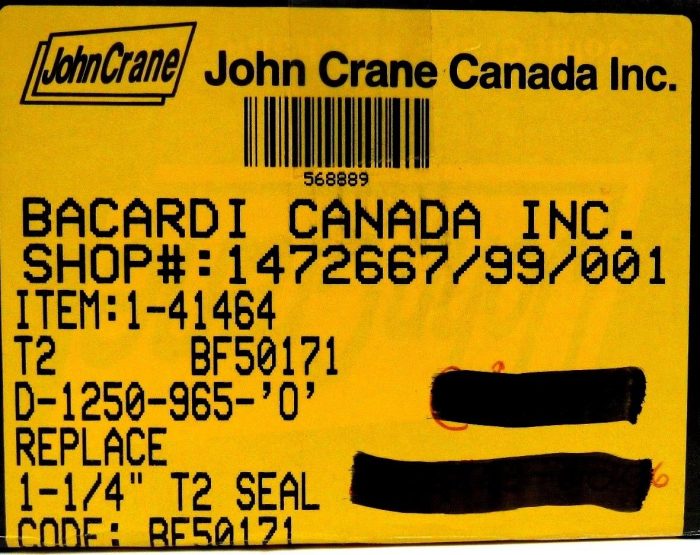 JohnCrane
John Crane Canada Inc.
568889
BACARDI CANADA INC.
SHOP#:1472667/99/001
ITEM:1-41464
T2 BF50171
D-1250-965-'O'
REPLACE
1-1/4" T2 SEAL
CODE: BF50171